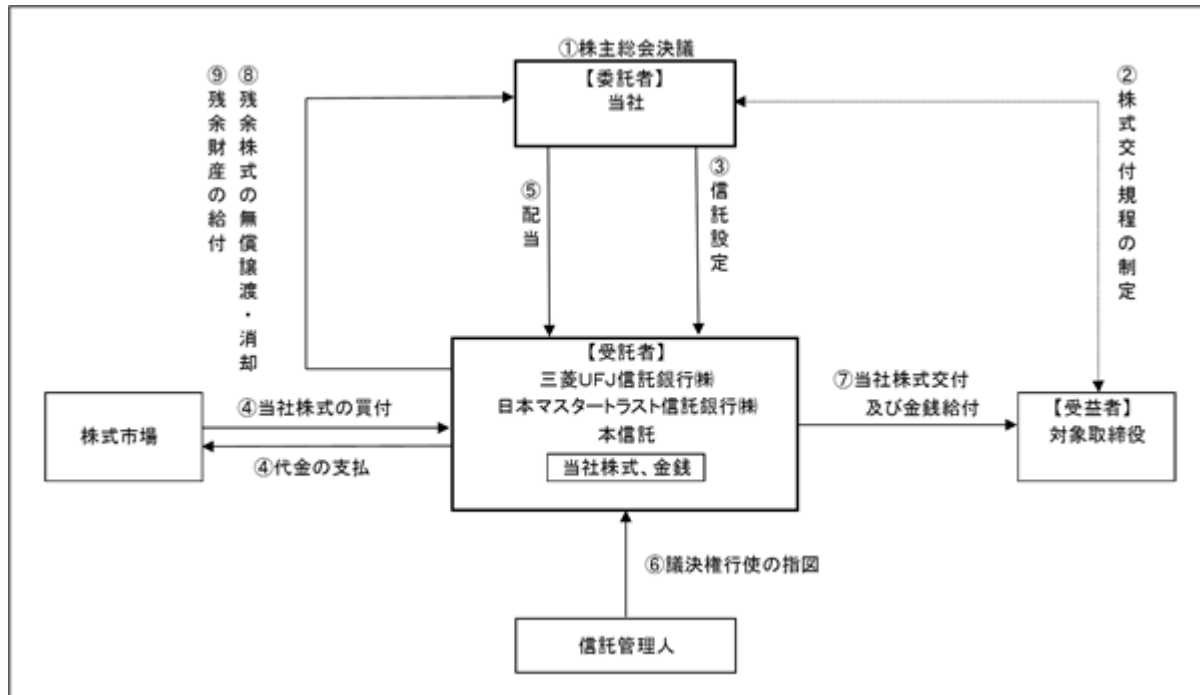 ①株主総会決議
【委託者】
当社
②株式交付規程の制定
③信託設定
⑤配当
⑧残余株式の無償譲渡・消却
⑨残余財産の給付
【受託者】
三菱UFJ信託銀行㈱
日本マスタートラスト信託銀行㈱
本信託
当社株式、金銭
④当社株式の買付
④代金の支払
株式市場
⑦当社株式交付
及び金銭給付
【受益者】
対象取締役
⑥議決権行使の指図
信託管理人